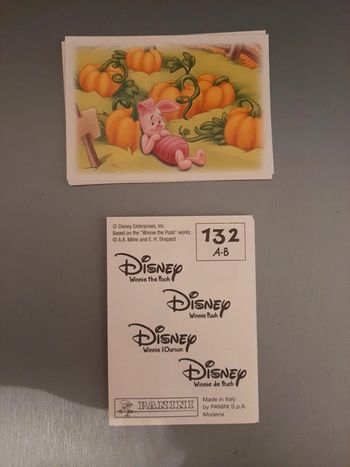 © Disney Enterprises, Inc.
Based on the "Winnie the Pooh" works.
© A.A. Milne and E. H. Shepard
132
A-B
Disney
Winnie the Pooh
Disney
Winnie Puuh
Disney
Winnie l'Ourson
Disney
Winnie de Poeh
PANINI
Made in Italy
by PANINI S.p.A.
Modena